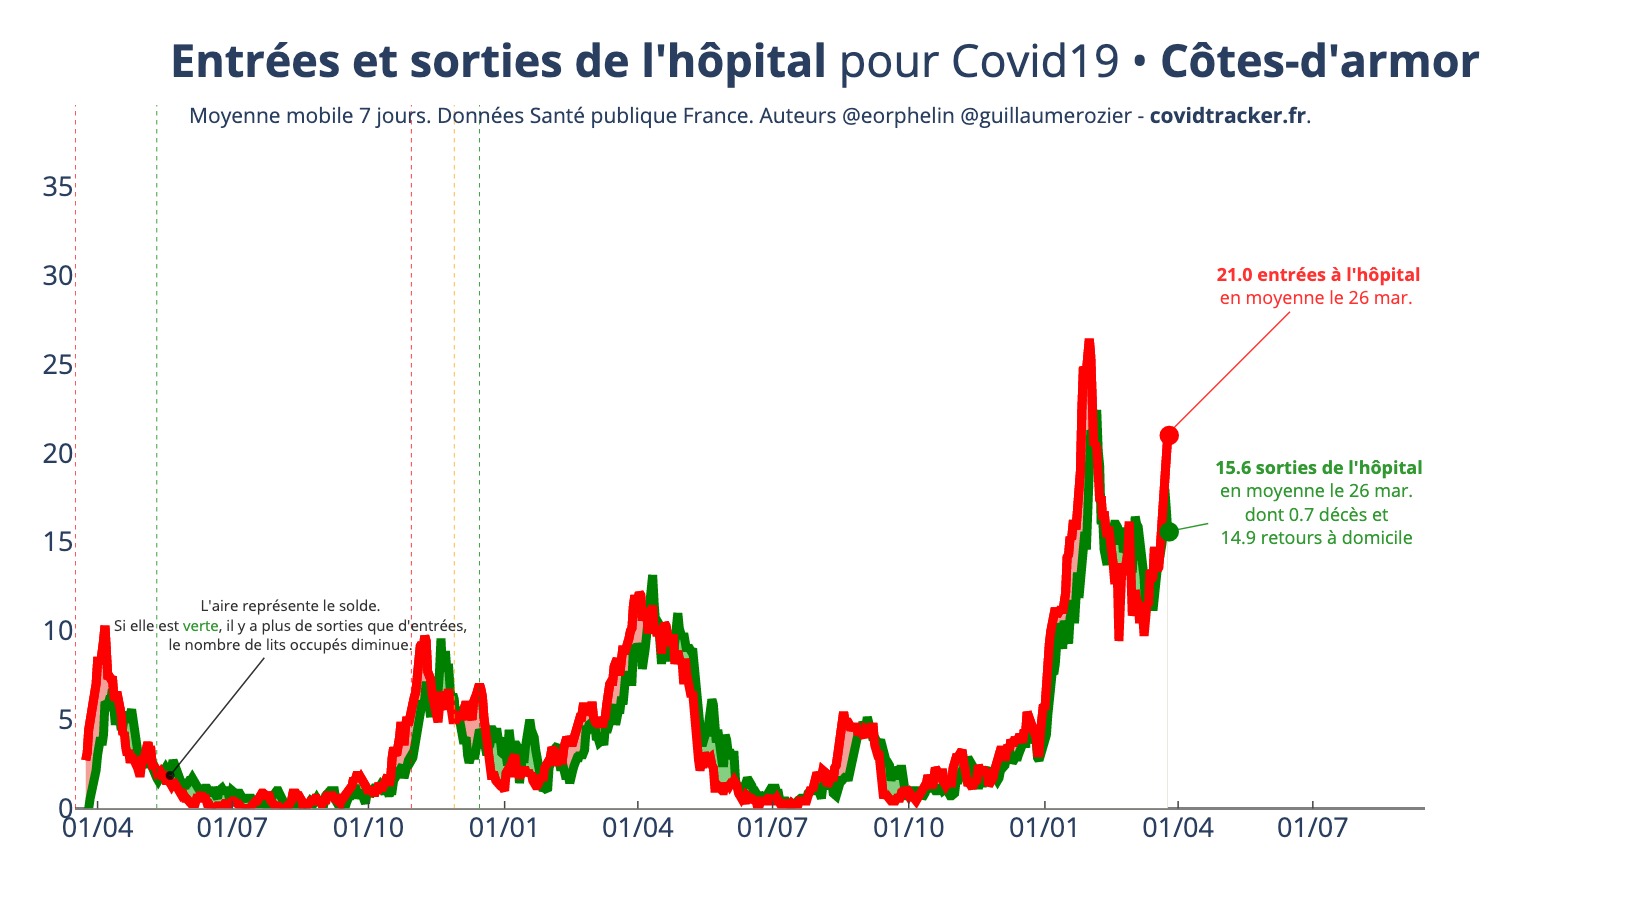 Entrées et sorties de l'hôpital pour Covid19 • Côtes-d'armor
Moyenne mobile 7 jours. Données Santé publique France. Auteurs @eorphelin @guillaumerozier - covidtracker.fr.
35
30
25
20
15
10
5
0
21.0 entrées à l'hôpital
en moyenne le 26 mar.
15.6 sorties de l'hôpital
en moyenne le 26 mar.
dont 0.7 décès et
14.9 retours à domicile
L'aire représente le solde.
Si elle est verte, il y a plus de sorties que d'entrées,
le nombre de lits occupés diminue.
01/04 01/07 01/10 01/01 01/04 01/07 01/10 01/01 01/04 01/07